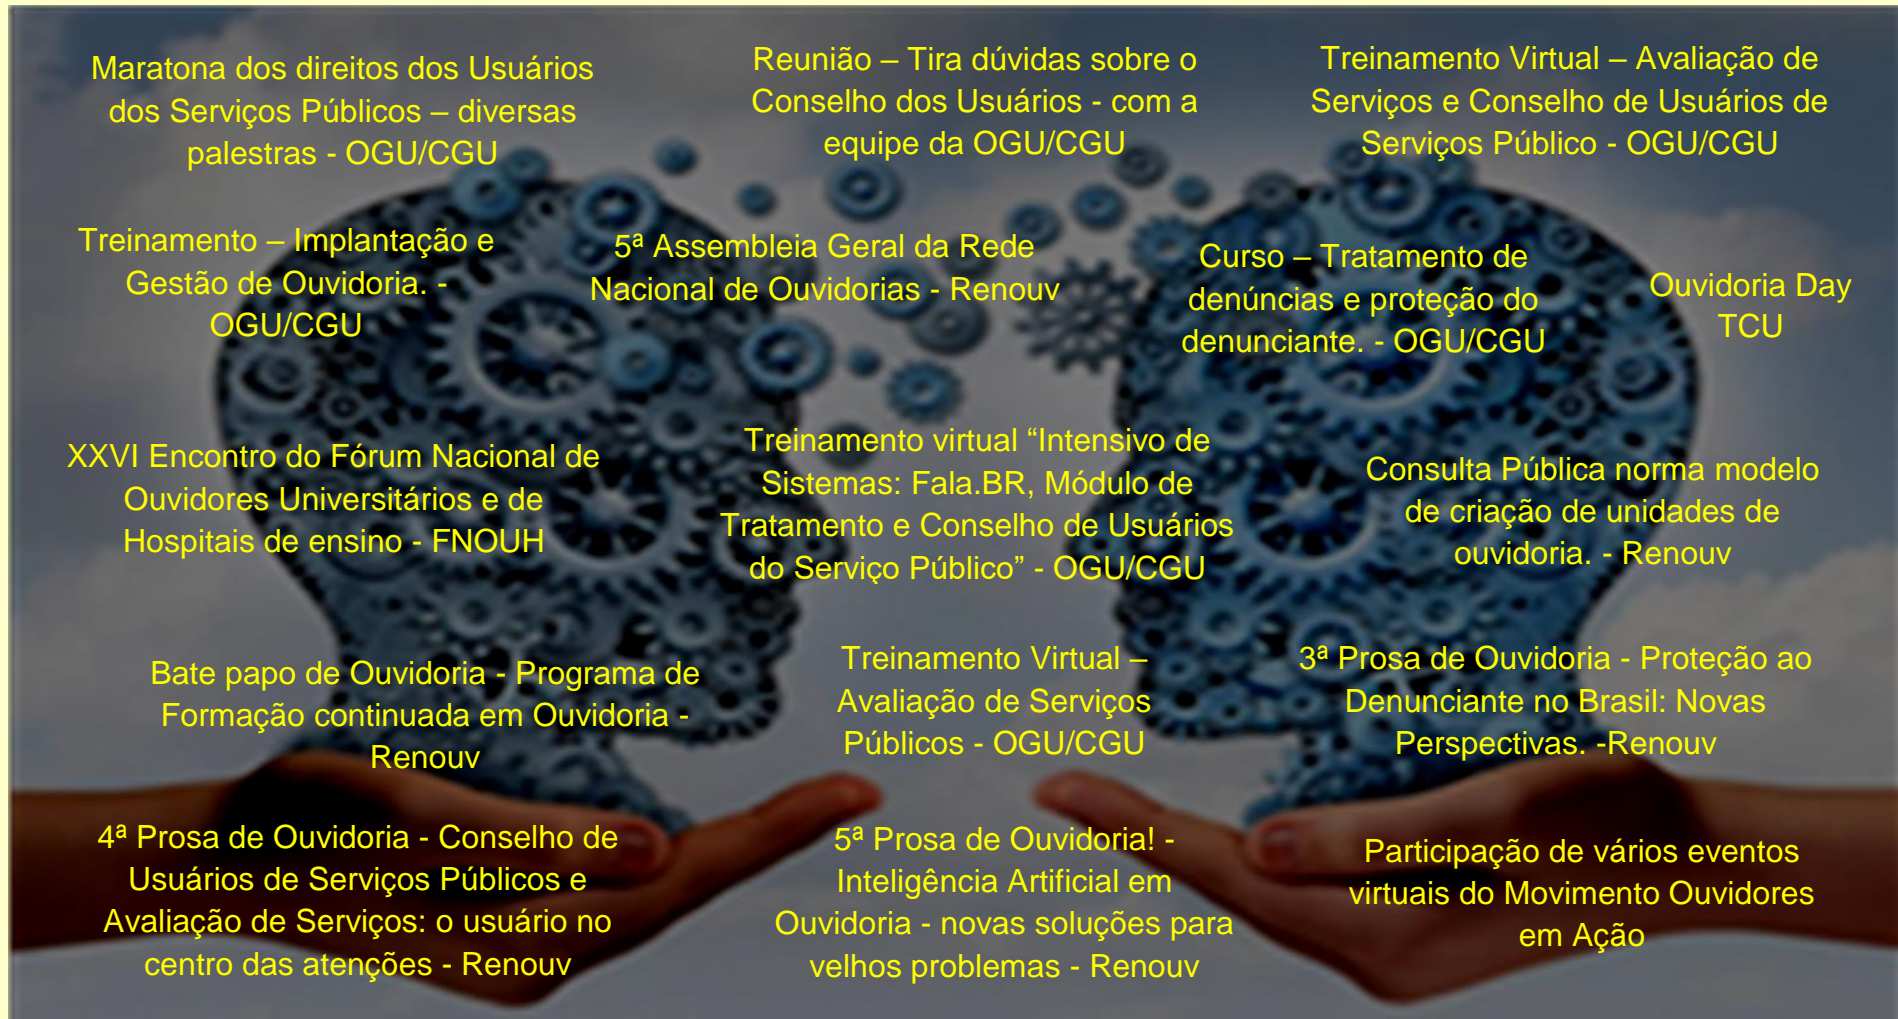 Maratona dos direitos dos Usuários
dos Serviços Públicos – diversas
palestras - OGU/CGU
Reunião – Tira dúvidas sobre o
Conselho dos Usuários - com a
equipe da OGU/CGU
Treinamento Virtual – Avaliação de
Serviços e Conselho de Usuários de
Serviços Público - OGU/CGU
Treinamento – Implantação e
Gestão de Ouvidoria. -
OGU/CGU
5ª Assembleia Geral da Rede
Nacional de Ouvidorias - Renouv
Curso – Tratamento de
denúncias e proteção do
denunciante. - OGU/CGU
Ouvidoria Day
TCU
XXVI Encontro do Fórum Nacional de
Ouvidores Universitários e de
Hospitais de ensino - FNOUH
Treinamento virtual “Intensivo de
Sistemas: Fala.BR, Módulo de
Tratamento e Conselho de Usuários
do Serviço Público” - OGU/CGU
Consulta Pública norma modelo
de criação de unidades de
ouvidoria. - Renouv
Bate papo de Ouvidoria - Programa de
Formação continuada em Ouvidoria -
Renouv
Treinamento Virtual –
Avaliação de Serviços
Públicos - OGU/CGU
3ª Prosa de Ouvidoria - Proteção ao
Denunciante no Brasil: Novas
Perspectivas. -Renouv
4ª Prosa de Ouvidoria - Conselho de
Usuários de Serviços Públicos e
Avaliação de Serviços: o usuário no
centro das atenções - Renouv
5ª Prosa de Ouvidoria! -
Inteligência Artificial em
Ouvidoria - novas soluções para
velhos problemas - Renouv
Participação de vários eventos
virtuais do Movimento Ouvidores
em Ação